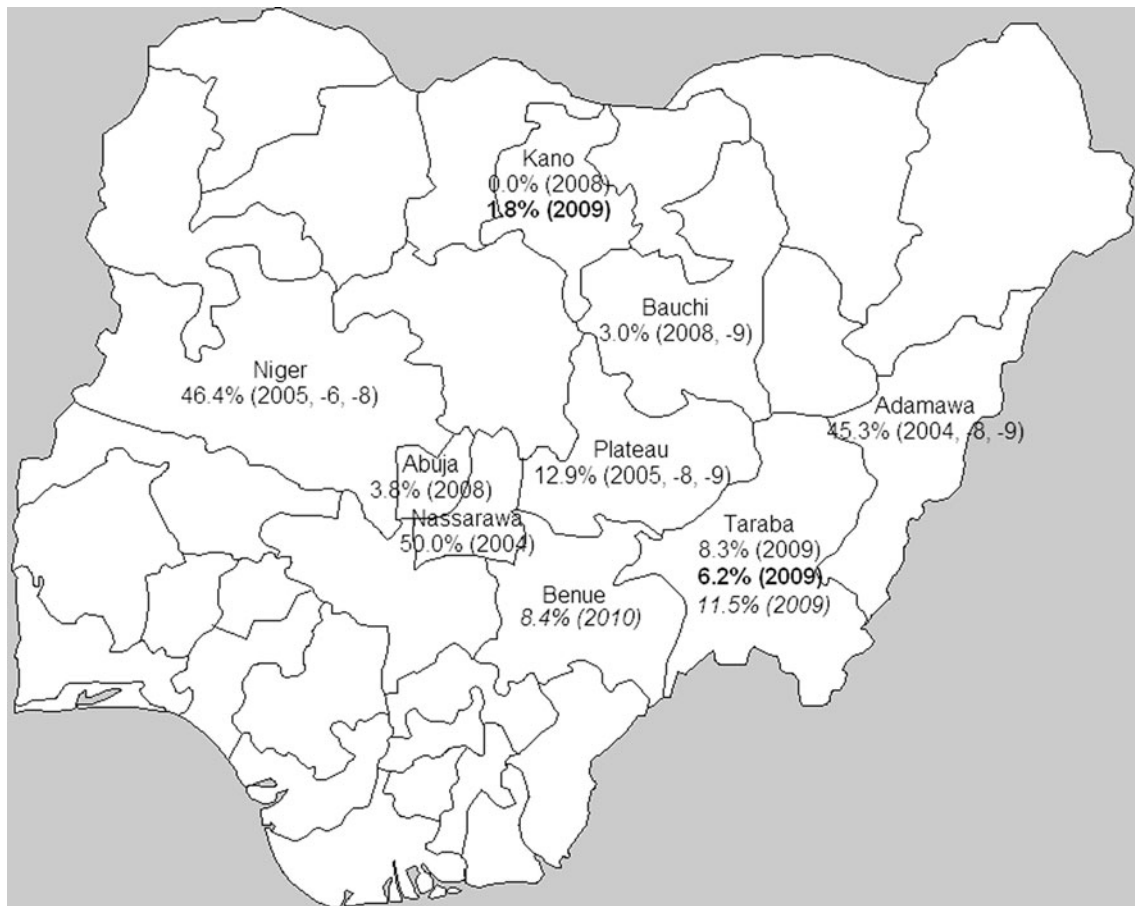 Kano
0.0% (2008)
1.8% (2009)
Bauchi
3.0% (2008, -9)
Niger
46.4% (2005, -6, -8)
Adamawa
45.3% (2004, -8, -9)
Abuja
3.8% (2008)
Plateau
12.9% (2005, -8, -9)
Nassarawa
50.0% (2004)
Taraba
8.3% (2009)
6.2% (2009)
11.5% (2009)
Benue
8.4% (2010)